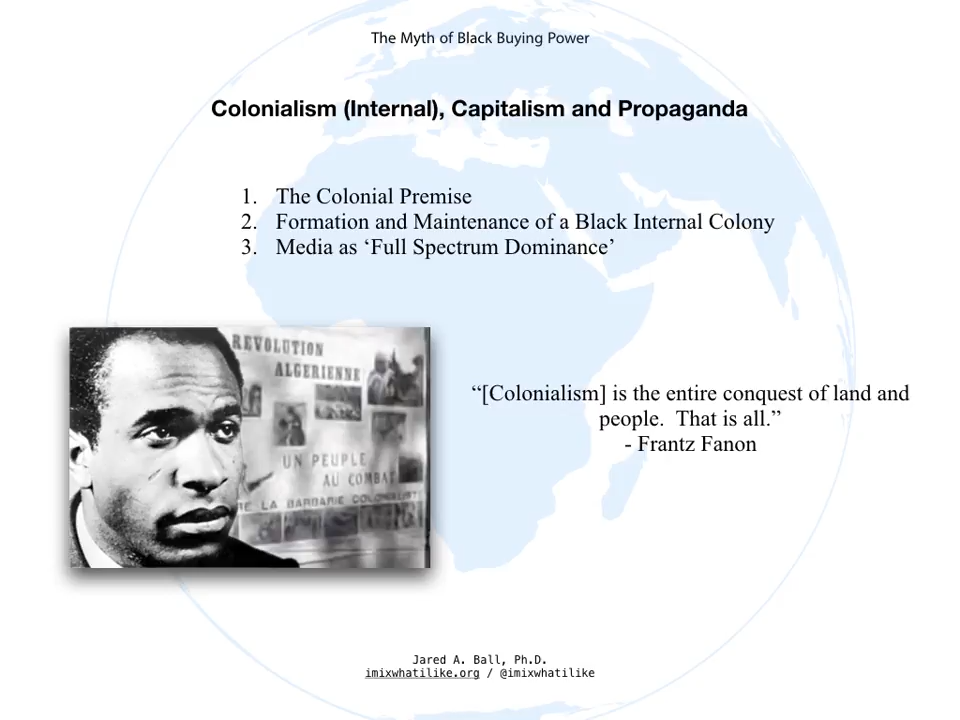 The Myth of Black Buying Power
Colonialism (Internal), Capitalism and Propaganda
1. The Colonial Premise
2. Formation and Maintenance of a Black Internal Colony
3. Media as ‘Full Spectrum Dominance’
REVOLUTION
ALGERIENNE
UN PEUPLE
AU COMBAT
LA BARBARIE
“[Colonialism] is the entire conquest of land and
people. That is all.”
- Frantz Fanon
Jared A. Ball, Ph.D.
imixwhatilike.org / @imixwhatilike